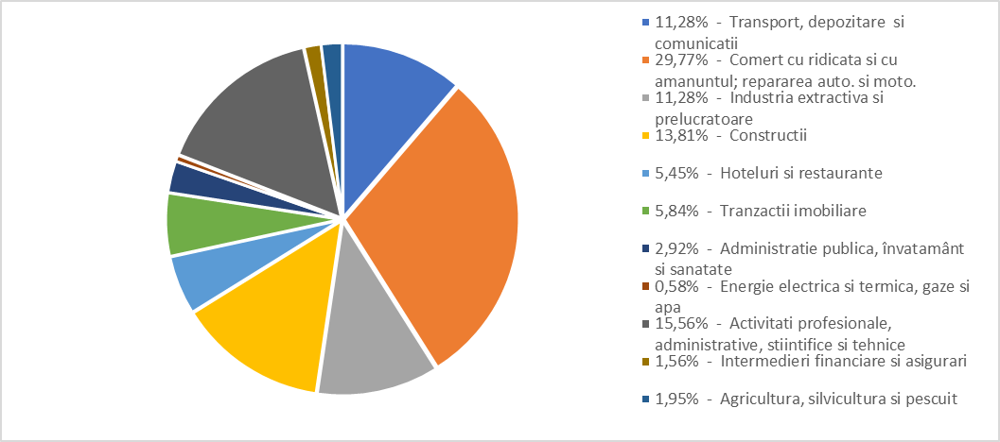 11,28%  -  Transport, depozitare  si
comunicatii
29,77%  -  Comert cu ridicata si cu
amanuntul; repararea auto. si moto.
11,28%  -  Industria extractiva si
prelucratoare
13,81%  -  Constructii
5,45%  -  Hoteluri si restaurante
5,84%  -  Tranzactii imobiliare
2,92%  -  Administratie publica, învatamânt
si sanatate
0,58%  -  Energie electrica si termica, gaze si
apa
15,56%  -  Activitati profesionale,
administrative, stiintifice si tehnice
1,56%  -  Intermedieri financiare si asigurari
1,95%  -  Agricultura, silvicultura si pescuit